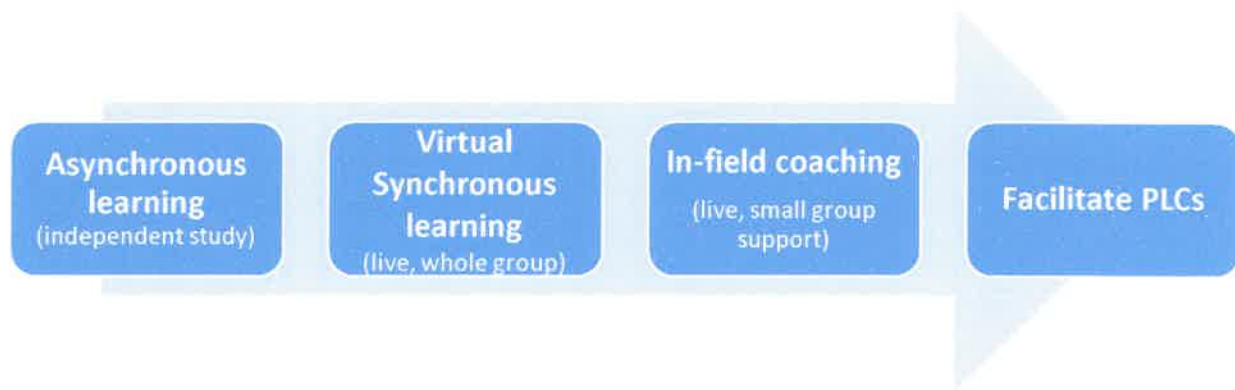 Asynchronous
learning
(independent study)
Virtual
Synchronous
learning
(live, whole group)
In-field coaching
(live, small group
support)
Facilitate PLCs